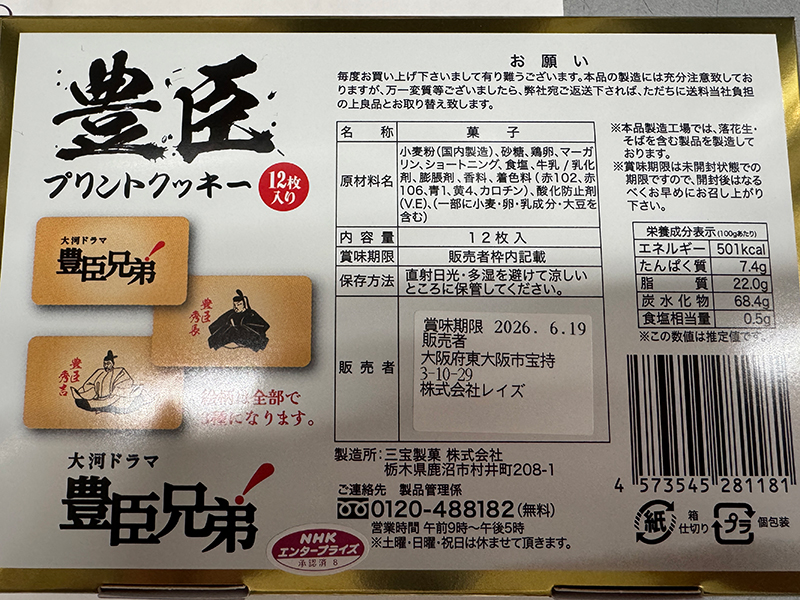 豊臣
プリントクッキー
12枚
入り
大河ドラマ
豊臣兄弟!
豊臣
秀長
豊臣
秀吉
絵柄は全部で
3種になります。
大河ドラマ
豊臣兄弟!
NHK
エンタープライズ
承認済 8
お願い
毎度お買い上げ下さいまして有り難うございます。本品の製造には充分注意致してお
りますが、万一変質等ございましたら、弊社宛ご返送下されば、ただちに送料当社負担
の上良品とお取り替え致します。
名称 菓子
原材料名
小麦粉(国内製造)、砂糖、鶏卵、マーガ
リン、ショートニング、食塩、牛乳/乳化
剤、膨脹剤、香料、着色料(赤102、赤
106、青1、黄4、カロチン)、酸化防止剤
(V.E)、(一部に小麦・卵・乳成分・大豆を
含む)
内容量 12枚入
賞味期限 販売者枠内記載
保存方法
直射日光・多湿を避けて涼しい
ところに保管してください。
販売者
賞味期限 2026. 6.19
販売者
大阪府東大阪市宝持
3-10-29
株式会社レイズ
製造所:三宝製菓 株式会社
栃木県鹿沼市村井町208-1
ご連絡先 製品管理係
0120-488182(無料)
営業時間 午前9時~午後5時
※土曜・日曜・祝日は休ませて頂きます。
※本品製造工場では、落花生・
そばを含む製品を製造して
おります。
※賞味期限は未開封状態での
期限ですので、開封後はなる
べくお早めにお召し上がり
下さい。
栄養成分表示(100gあたり)
エネルギー 501kcal
たんぱく質 7.4g
脂質 22.0g
炭水化物 68.4g
食塩相当量 0.5g
※この数値は推定値です。
4 573545 281181
紙 箱
仕切り
プラ 個包装